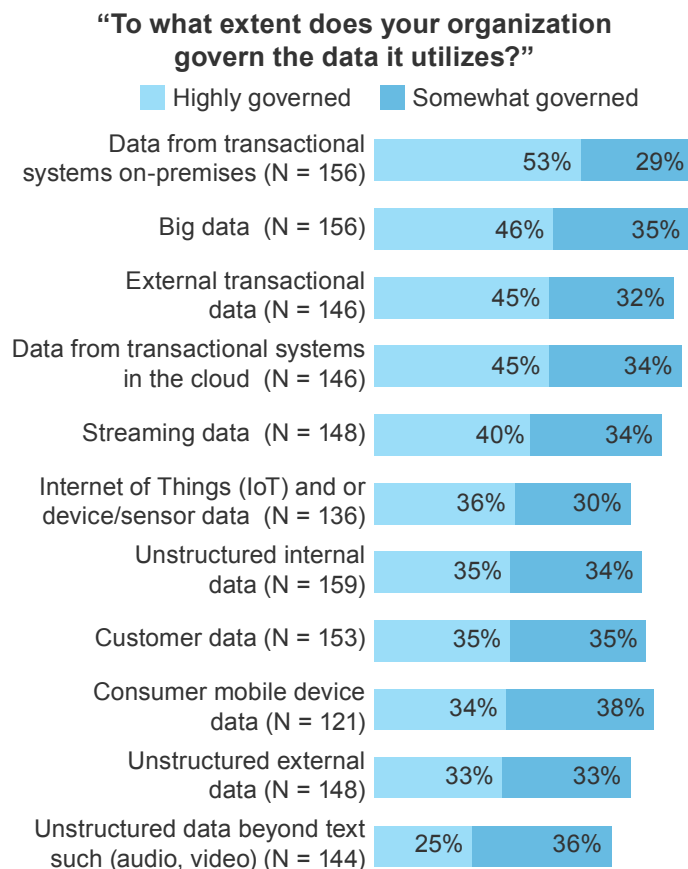 “To what extent does your organization
govern the data it utilizes?”
Highly governed Somewhat governed
Data from transactional
systems on-premises (N = 156) 53% 29%
Big data (N = 156) 46% 35%
External transactional
data (N = 146) 45% 32%
Data from transactional systems
in the cloud (N = 146) 45% 34%
Streaming data (N = 148) 40% 34%
Internet of Things (IoT) and or
device/sensor data (N = 136) 36% 30%
Unstructured internal
data (N = 159) 35% 34%
Customer data (N = 153) 35% 35%
Consumer mobile device
data (N = 121) 34% 38%
Unstructured external
data (N = 148) 33% 33%
Unstructured data beyond text
such (audio, video) (N = 144) 25% 36%